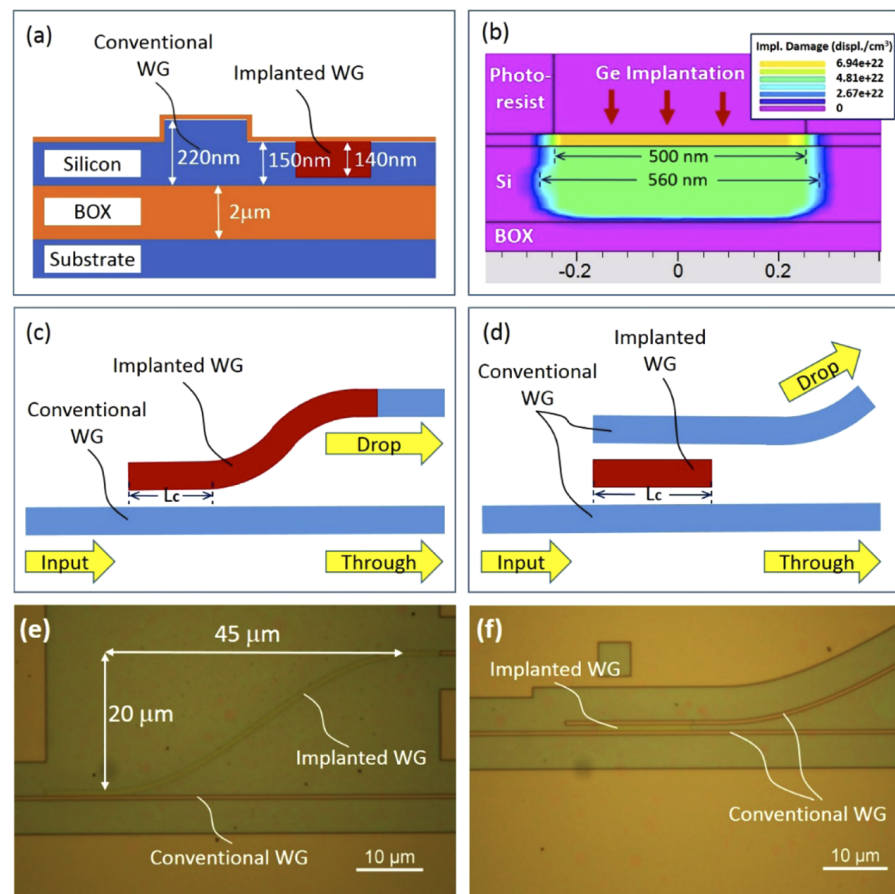 (a)
Conventional
WG
Implanted WG
Silicon
220nm
150nm
140nm
BOX
2μm
Substrate
(b)
Impl. Damage (displ./cm³)
6.94e+22
4.81e+22
2.67e+22
0
Photo-
resist
Ge Implantation
500 nm
560 nm
Si
BOX
-0.2
0
0.2
(c)
Implanted WG
Conventional
WG
Drop
Lc
Input
Through
(d)
Implanted
WG
Conventional
WG
Drop
Lc
Input
Through
(e)
45 μm
20 μm
Implanted WG
Conventional WG
10 μm
(f)
Implanted WG
Conventional WG
10 μm